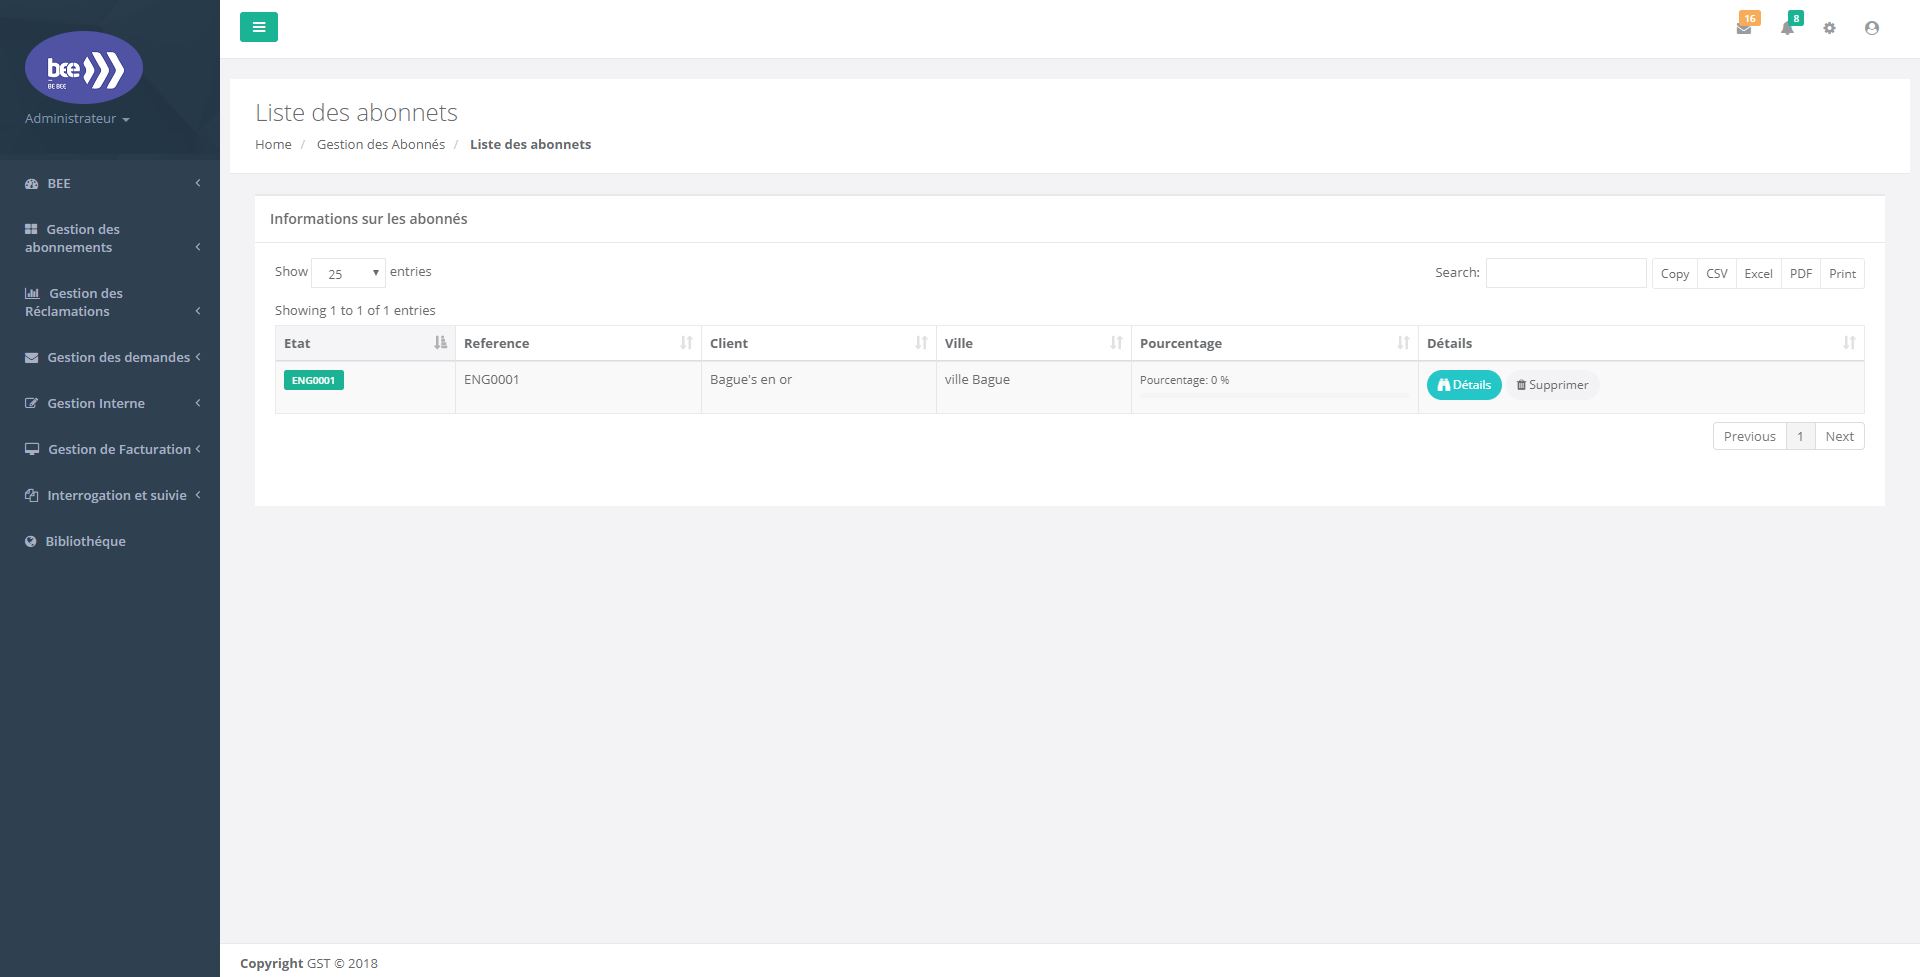 bee
BE BEE
Administrateur
BEE
Gestion des
abonnements
Gestion des
Réclamations
Gestion des demandes
Gestion Interne
Gestion de Facturation
Interrogation et suivie
Bibliothéque
16
8
Liste des abonnets
Home / Gestion des Abonnés / Liste des abonnets
Informations sur les abonnés
Show 25 entries
Search: Copy CSV Excel PDF Print
Showing 1 to 1 of 1 entries
Etat Reference Client Ville Pourcentage Détails
ENG0001 ENG0001 Bague's en or ville Bague Pourcentage: 0 % Détails Supprimer
Previous 1 Next
Copyright GST © 2018